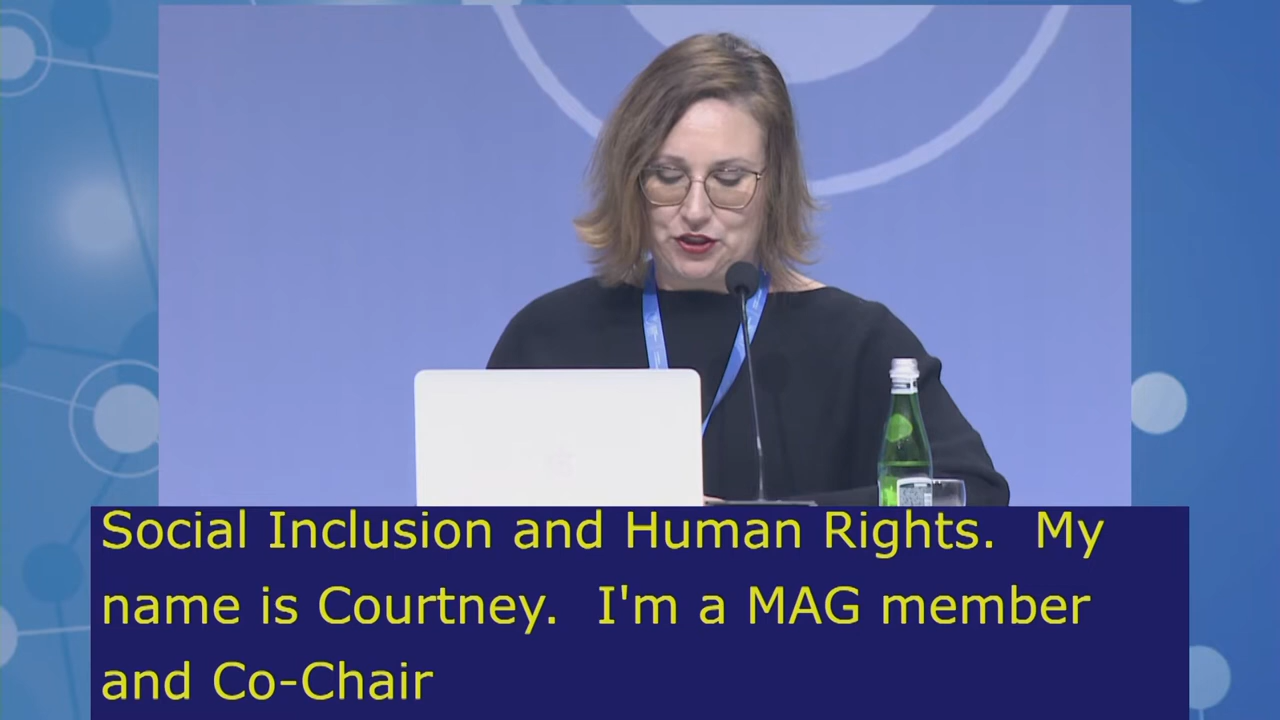 Social Inclusion and Human Rights.  My
name is Courtney.  I'm a MAG member
and Co-Chair